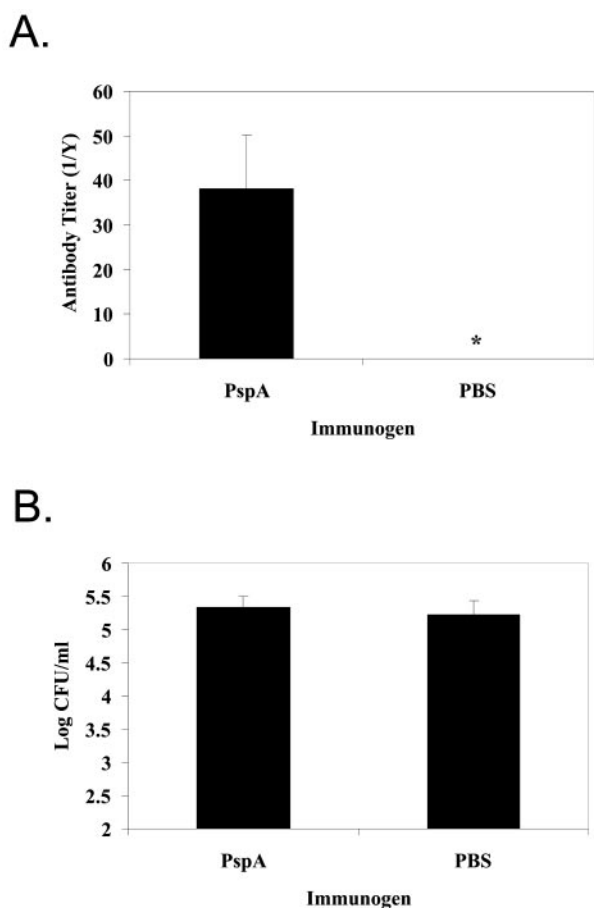 A.
60
50
40
30
20
10
0
Antibody Titer (1/Y)
*
PspA PBS
Immunogen
B.
6
5.5
5
4.5
4
3.5
3
2.5
2
Log CFU/ml
PspA PBS
Immunogen